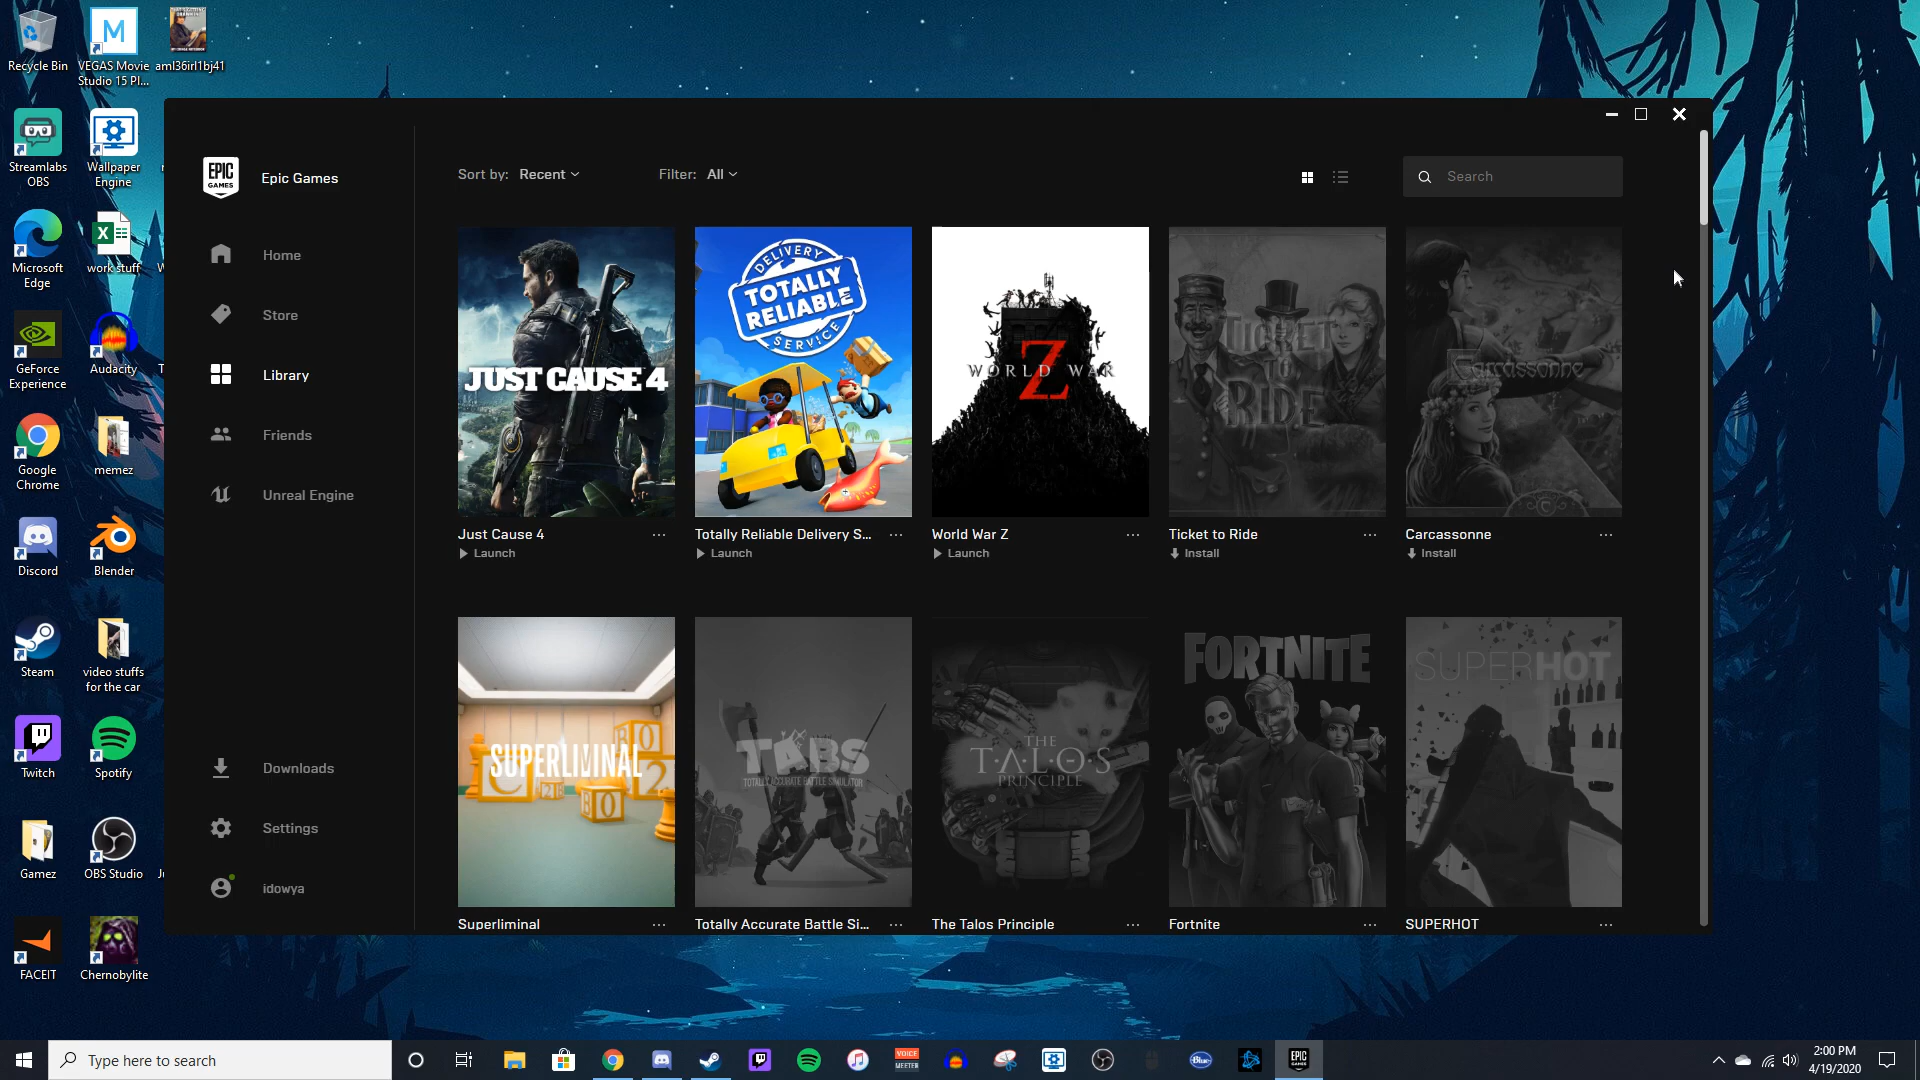 Recycle Bin
VEGAS Movie
Studio 15 Pl...
aml36irl1bj41
Streamlabs
OBS
Wallpaper
Engine
Microsoft
Edge
work stuff
GeForce
Experience
Audacity
Google
Chrome
memez
Discord
Blender
Steam
video stuffs
for the car
Twitch
Spotify
Gamez
OBS Studio
FACEIT
Chernobylite
EPIC
GAMES
Epic Games
Home
Store
Library
Friends
Unreal Engine
Downloads
Settings
idowya
Sort by: Recent
Filter: All
Search
JUST CAUSE 4
DELIVERY
TOTALLY
RELIABLE
SERVICE
WORLD WAR
Z
TICKET
TO
RIDE
Carcassonne
Just Cause 4 ...
Launch
Totally Reliable Delivery S... ...
Launch
World War Z ...
Launch
Ticket to Ride ...
Install
Carcassonne ...
Install
SUPERLIMINAL
TABS
TOTALLY ACCURATE BATTLE SIMULATOR
THE
TALOS
PRINCIPLE
FORTNITE
SUPERHOT
Superliminal ...
Totally Accurate Battle Si... ...
The Talos Principle ...
Fortnite ...
SUPERHOT ...
Type here to search
VOICE
MEETER
Blue
EPIC
GAMES
2:00 PM
4/19/2020